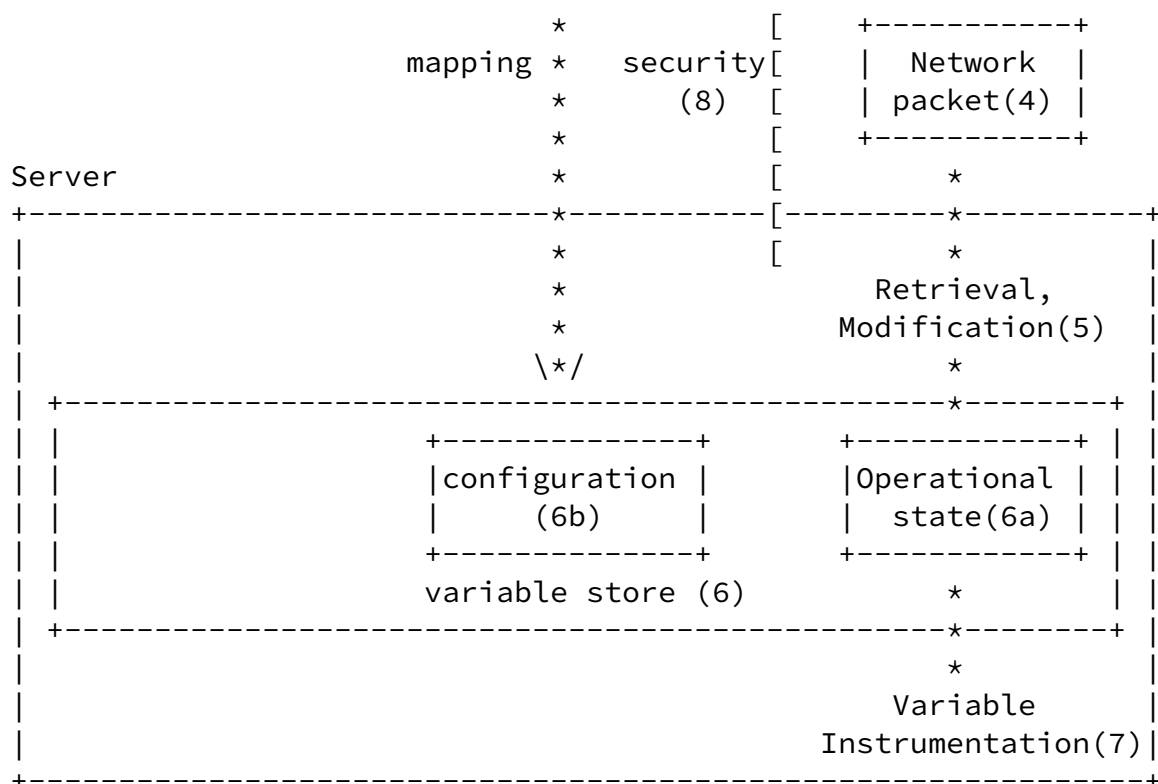 *           [    +-----------+
                      mapping *   security[    |  Network  |
                              *     (8)   [    | packet(4) |
                              *           [    +-----------+
Server                        *           [         *
+-----------------------------*-----------[---------*----------+
|                             *           [         *          |
|                             *                 Retrieval,     |
|                             *               Modification(5)  |
|                            \*/                    *          |
| +-------------------------------------------------*--------+ |
| |                    +--------------+       +------------+ | |
| |                    |configuration |       |Operational | | |
| |                    |     (6b)     |       |  state(6a) | | |
| |                    +--------------+       +------------+ | |
| |                    variable store (6)           *        | |
| +-------------------------------------------------*--------+ |
|                                                   *          |
|                                                Variable      |
|                                            Instrumentation(7)|
+--------------------------------------------------------------+